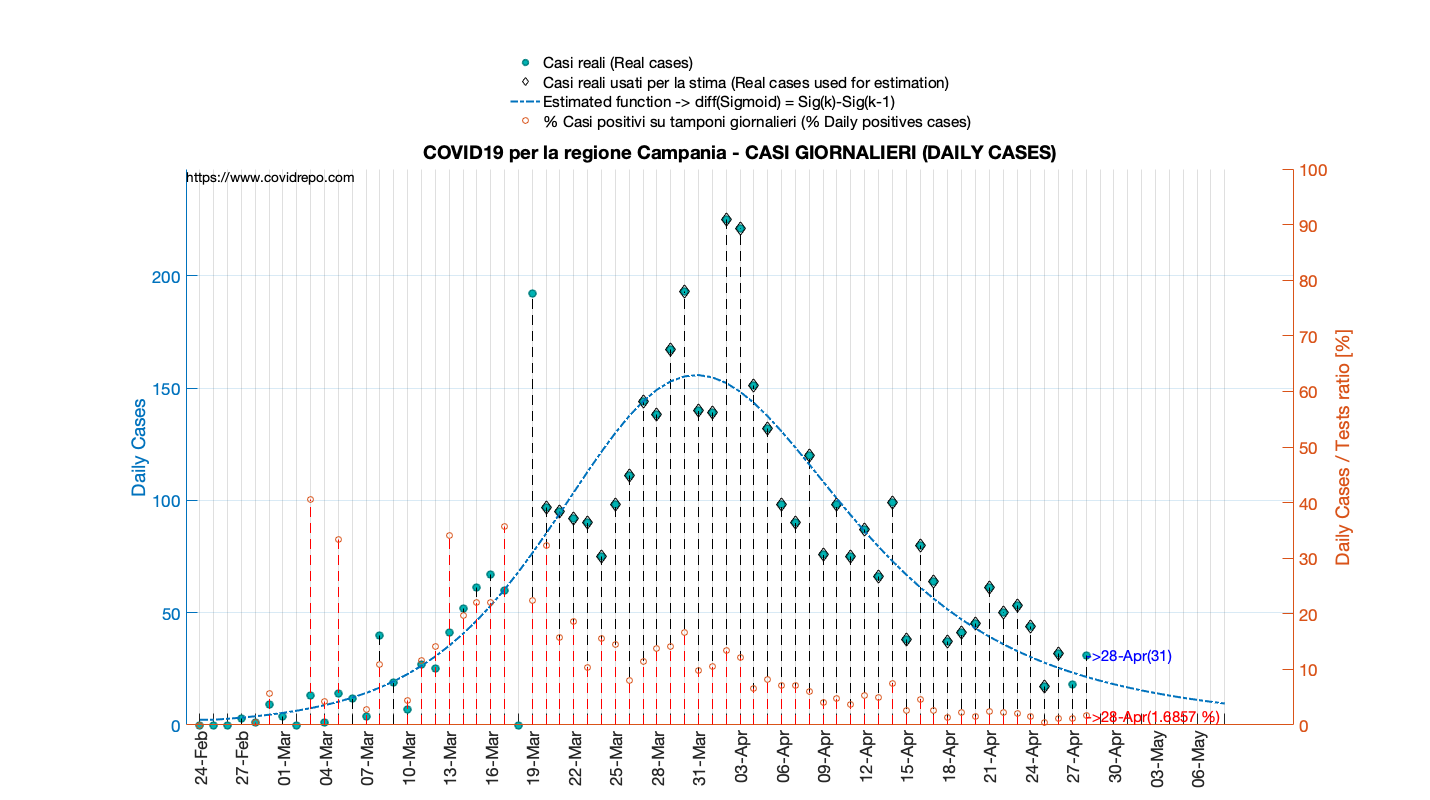 Casi reali (Real cases)
Casi reali usati per la stima (Real cases used for estimation)
Estimated function -> diff(Sigmoid) = Sig(k)-Sig(k-1)
% Casi positivi su tamponi giornalieri (% Daily positives cases)
COVID19 per la regione Campania - CASI GIORNALIERI (DAILY CASES)
https://www.covidrepo.com
Daily Cases
200
150
100
50
0
100
90
80
70
60
50
40
30
20
10
0
Daily Cases / Tests ratio [%]
->28-Apr(31)
->28-Apr(1.6857 %)
24-Feb
27-Feb
01-Mar
04-Mar
07-Mar
10-Mar
13-Mar
16-Mar
19-Mar
22-Mar
25-Mar
28-Mar
31-Mar
03-Apr
06-Apr
09-Apr
12-Apr
15-Apr
18-Apr
21-Apr
24-Apr
27-Apr
30-Apr
03-May
06-May